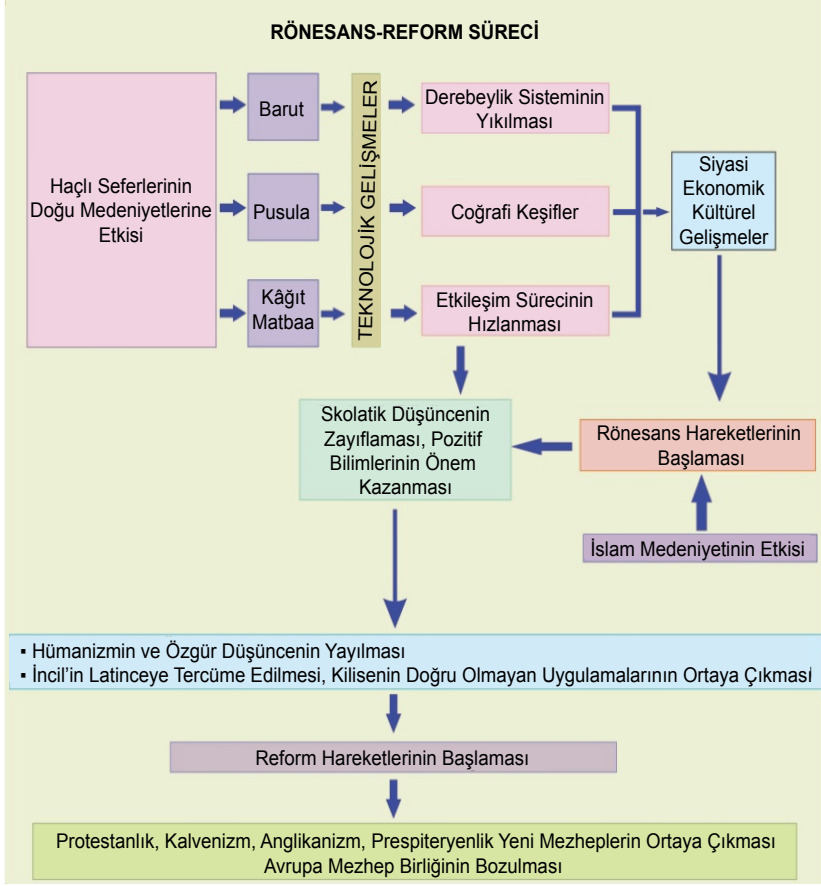 RÖNESANS-REFORM SÜRECİ
Haçlı Seferlerinin
Doğu Medeniyetlerine
Etkisi
Barut
Pusula
Kâğıt
Matbaa
TEKNOLOJİK GELİŞMELER
Derebeylik Sisteminin
Yıkılması
Coğrafi Keşifler
Etkileşim Sürecinin
Hızlanması
Siyasi
Ekonomik
Kültürel
Gelişmeler
Skolatik Düşüncenin
Zayıflaması, Pozitif
Bilimlerinin Önem
Kazanması
Rönesans Hareketlerinin
Başlaması
İslam Medeniyetinin Etkisi
▪ Hümanizmin ve Özgür Düşüncenin Yayılması
▪ İncil’in Latinceye Tercüme Edilmesi, Kilisenin Doğru Olmayan Uygulamalarının Ortaya Çıkması
Reform Hareketlerinin Başlaması
Protestanlık, Kalvenizm, Anglikanizm, Prespiteryenlik Yeni Mezheplerin Ortaya Çıkması
Avrupa Mezhep Birliğinin Bozulması